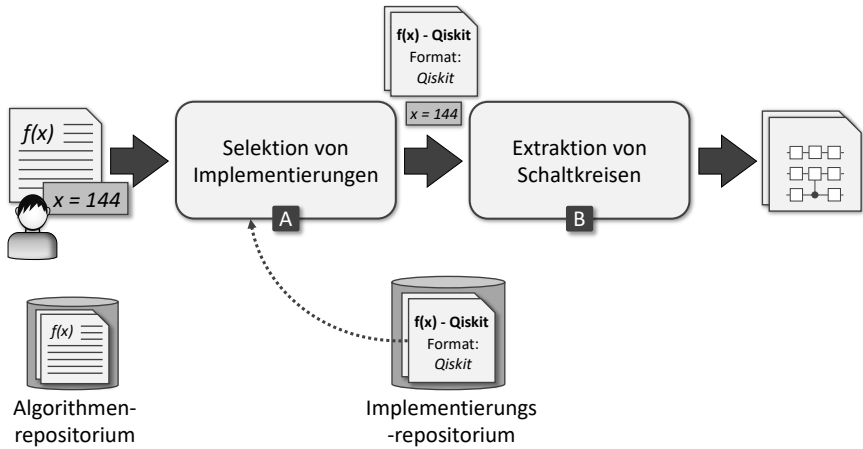 f(x)
x = 144
Selektion von
Implementierungen
A
f(x) - Qiskit
Format:
Qiskit
x = 144
Extraktion von
Schaltkreisen
B
f(x)
Algorithmen-
repositorium
f(x) - Qiskit
Format:
Qiskit
Implementierungs
-repositorium